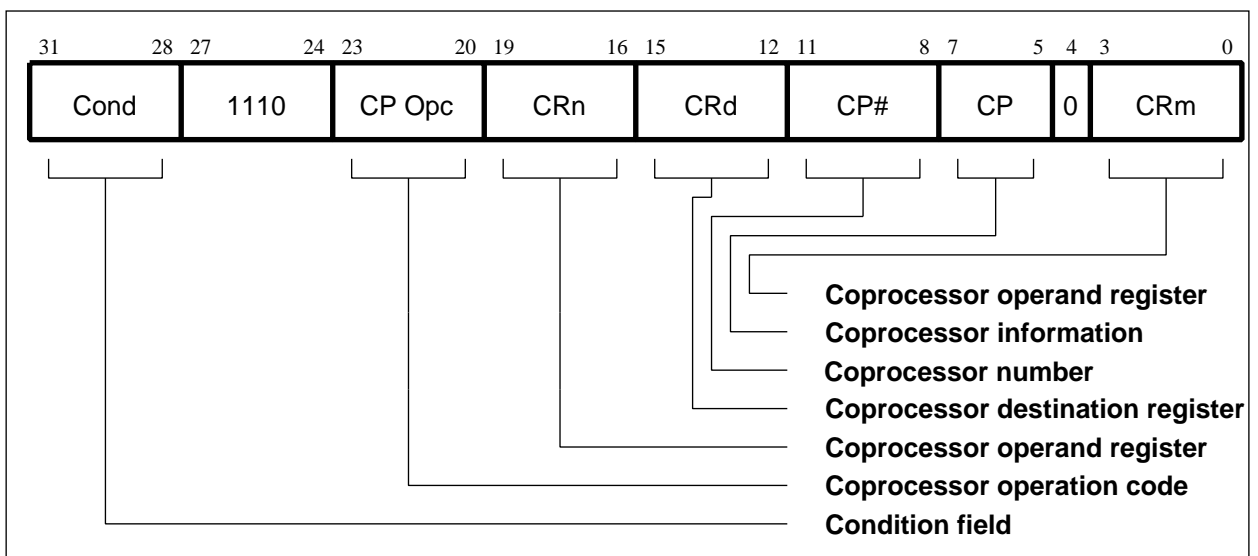 31 28 27 24 23 20 19 16 15 12 11 8 7 5 4 3 0
Cond 1110 CP Opc CRn CRd CP# CP 0 CRm
Coprocessor operand register
Coprocessor information
Coprocessor number
Coprocessor destination register
Coprocessor operand register
Coprocessor operation code
Condition field